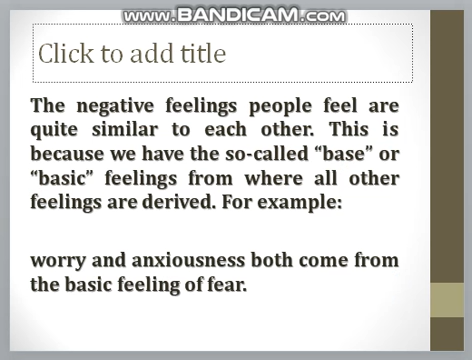 www.BANDICAM.com
Click to add title
The negative feelings people feel are
quite similar to each other. This is
because we have the so-called “base” or
“basic” feelings from where all other
feelings are derived. For example:
worry and anxiousness both come from
the basic feeling of fear.